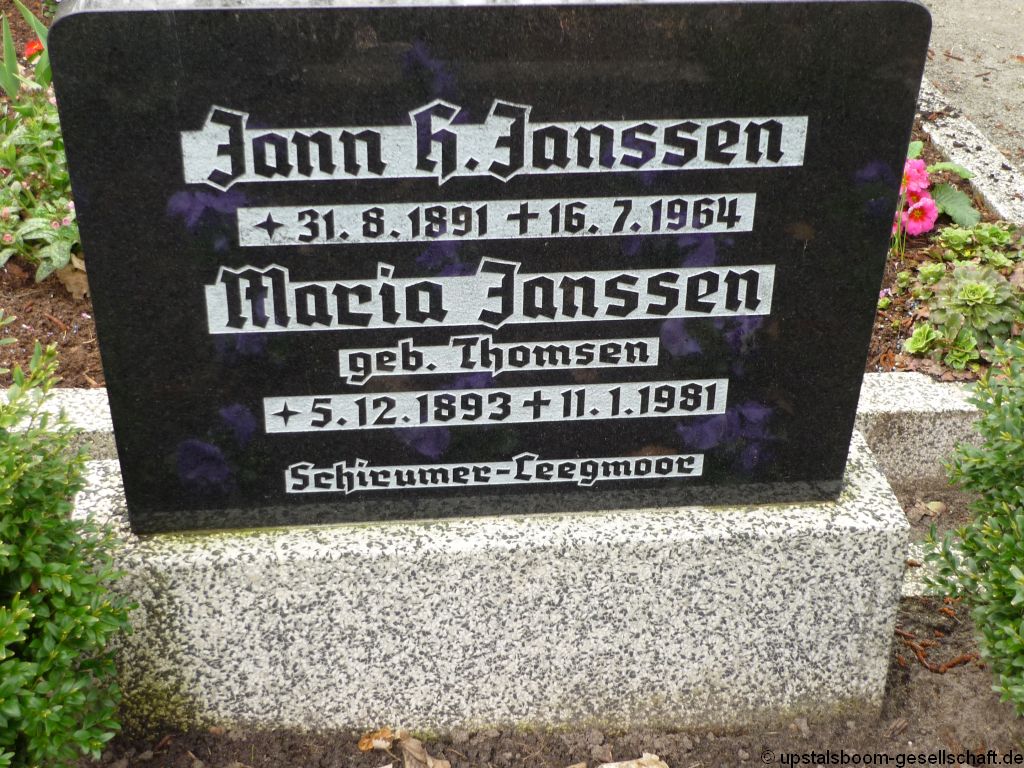 Jann H. Janssen
✦ 31. 8. 1891 ✝ 16. 7. 1964
Maria Janssen
geb. Thomsen
✦ 5. 12. 1893 ✝ 11. 1. 1981
Schirumer-Leegmoor
© upstalsboom-gesellschaft.de